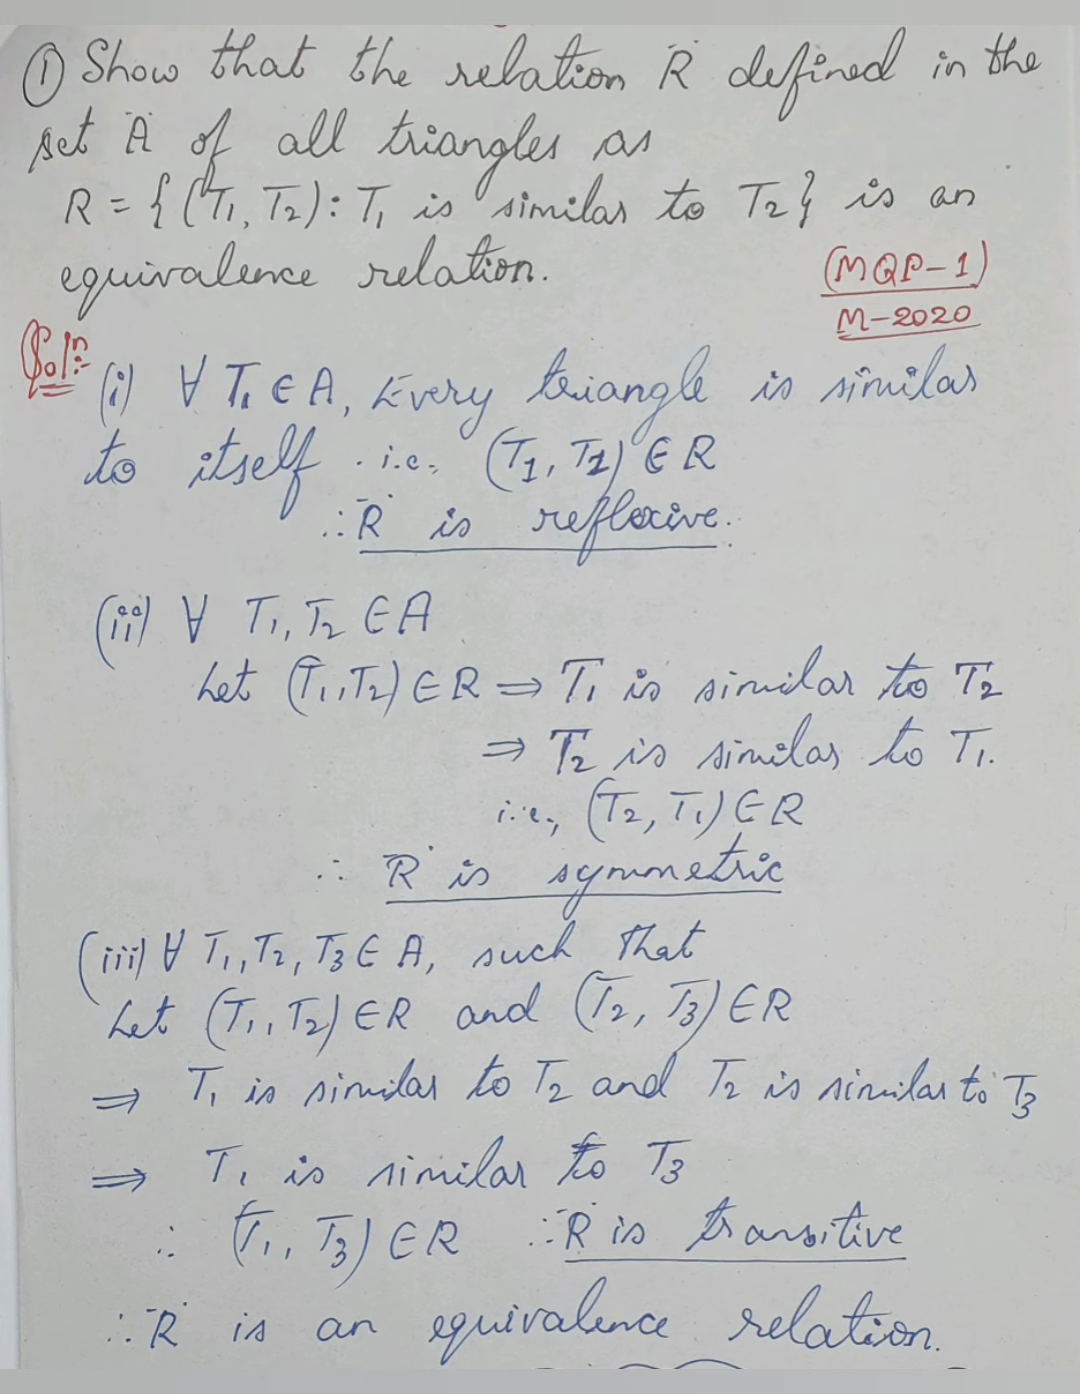 ① Show that the relation 'R' defined in the
set 'A' of all triangles as
R = { (T₁, T₂) : T₁ is similar to T₂} is an
equivalence relation.
(MQP-1)
M-2020
Solⁿ:-
(i) ∀ T₁ ∈ A, Every triangle is similar
to itself. i.e., (T₁, T₁) ∈ R
∴ 'R' is reflexive.
(ii) ∀ T₁, T₂ ∈ A
Let (T₁, T₂) ∈ R ⇒ T₁ is similar to T₂
⇒ T₂ is similar to T₁.
i.e., (T₂, T₁) ∈ R
∴ 'R' is symmetric
(iii) ∀ T₁, T₂, T₃ ∈ A, such that
Let (T₁, T₂) ∈ R and (T₂, T₃) ∈ R
⇒ T₁ is similar to T₂ and T₂ is similar to T₃
⇒ T₁ is similar to T₃
∴ (T₁, T₃) ∈ R ∴ 'R' is transitive
∴ 'R' is an equivalence relation.